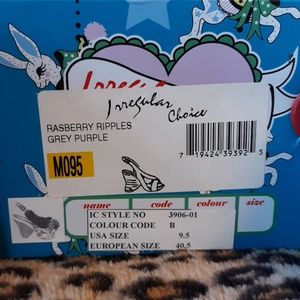 Irregular
Choice
RASBERRY RIPPLES
GREY PURPLE
M095
7 19424 39392 5
name code colour size
IC STYLE NO 3906-01
COLOUR CODE B
USA SIZE 9.5
EUROPEAN SIZE 40.5